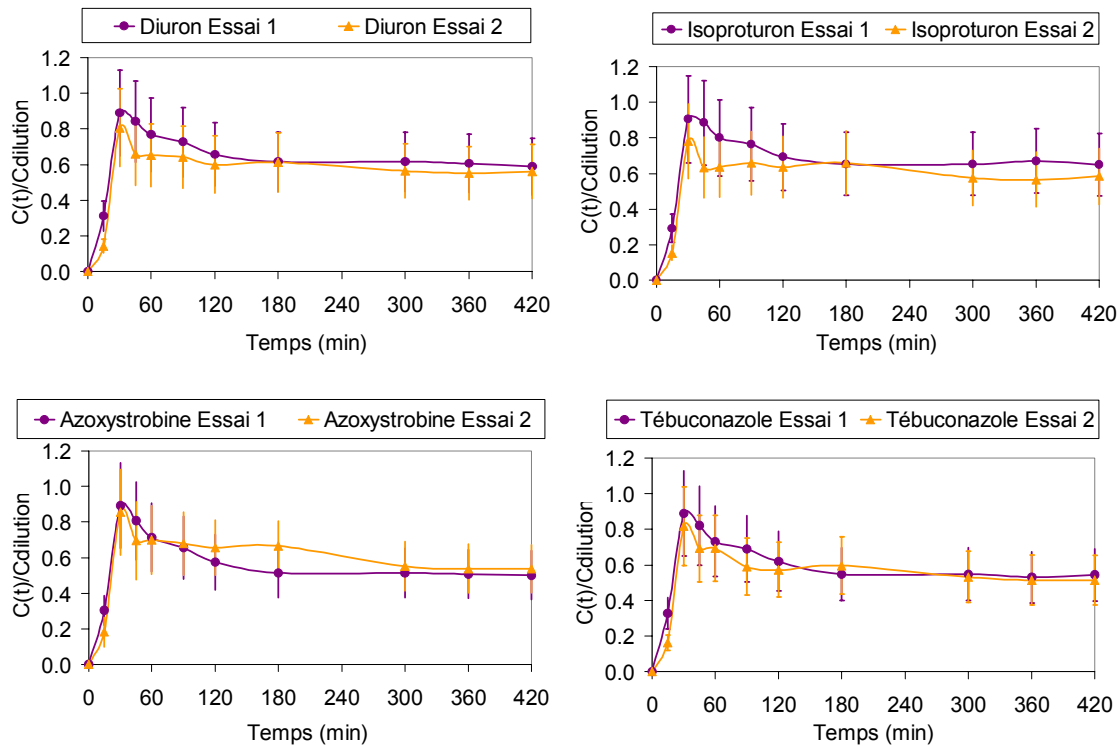 Diuron Essai 1 Diuron Essai 2
1.2
1.0
0.8
0.6
0.4
0.2
0.0
C(t)/Cdilution
0 60 120 180 240 300 360 420
Temps (min)
Isoproturon Essai 1 Isoproturon Essai 2
1.2
1.0
0.8
0.6
0.4
0.2
0.0
C(t)/Cdilution
0 60 120 180 240 300 360 420
Temps (min)
Azoxystrobine Essai 1 Azoxystrobine Essai 2
1.2
1.0
0.8
0.6
0.4
0.2
0.0
C(t)/Cdilution
0 60 120 180 240 300 360 420
Temps (min)
Tébuconazole Essai 1 Tébuconazole Essai 2
1.2
1.0
0.8
0.6
0.4
0.2
0.0
C(t)/Cdilution
0 60 120 180 240 300 360 420
Temps (min)